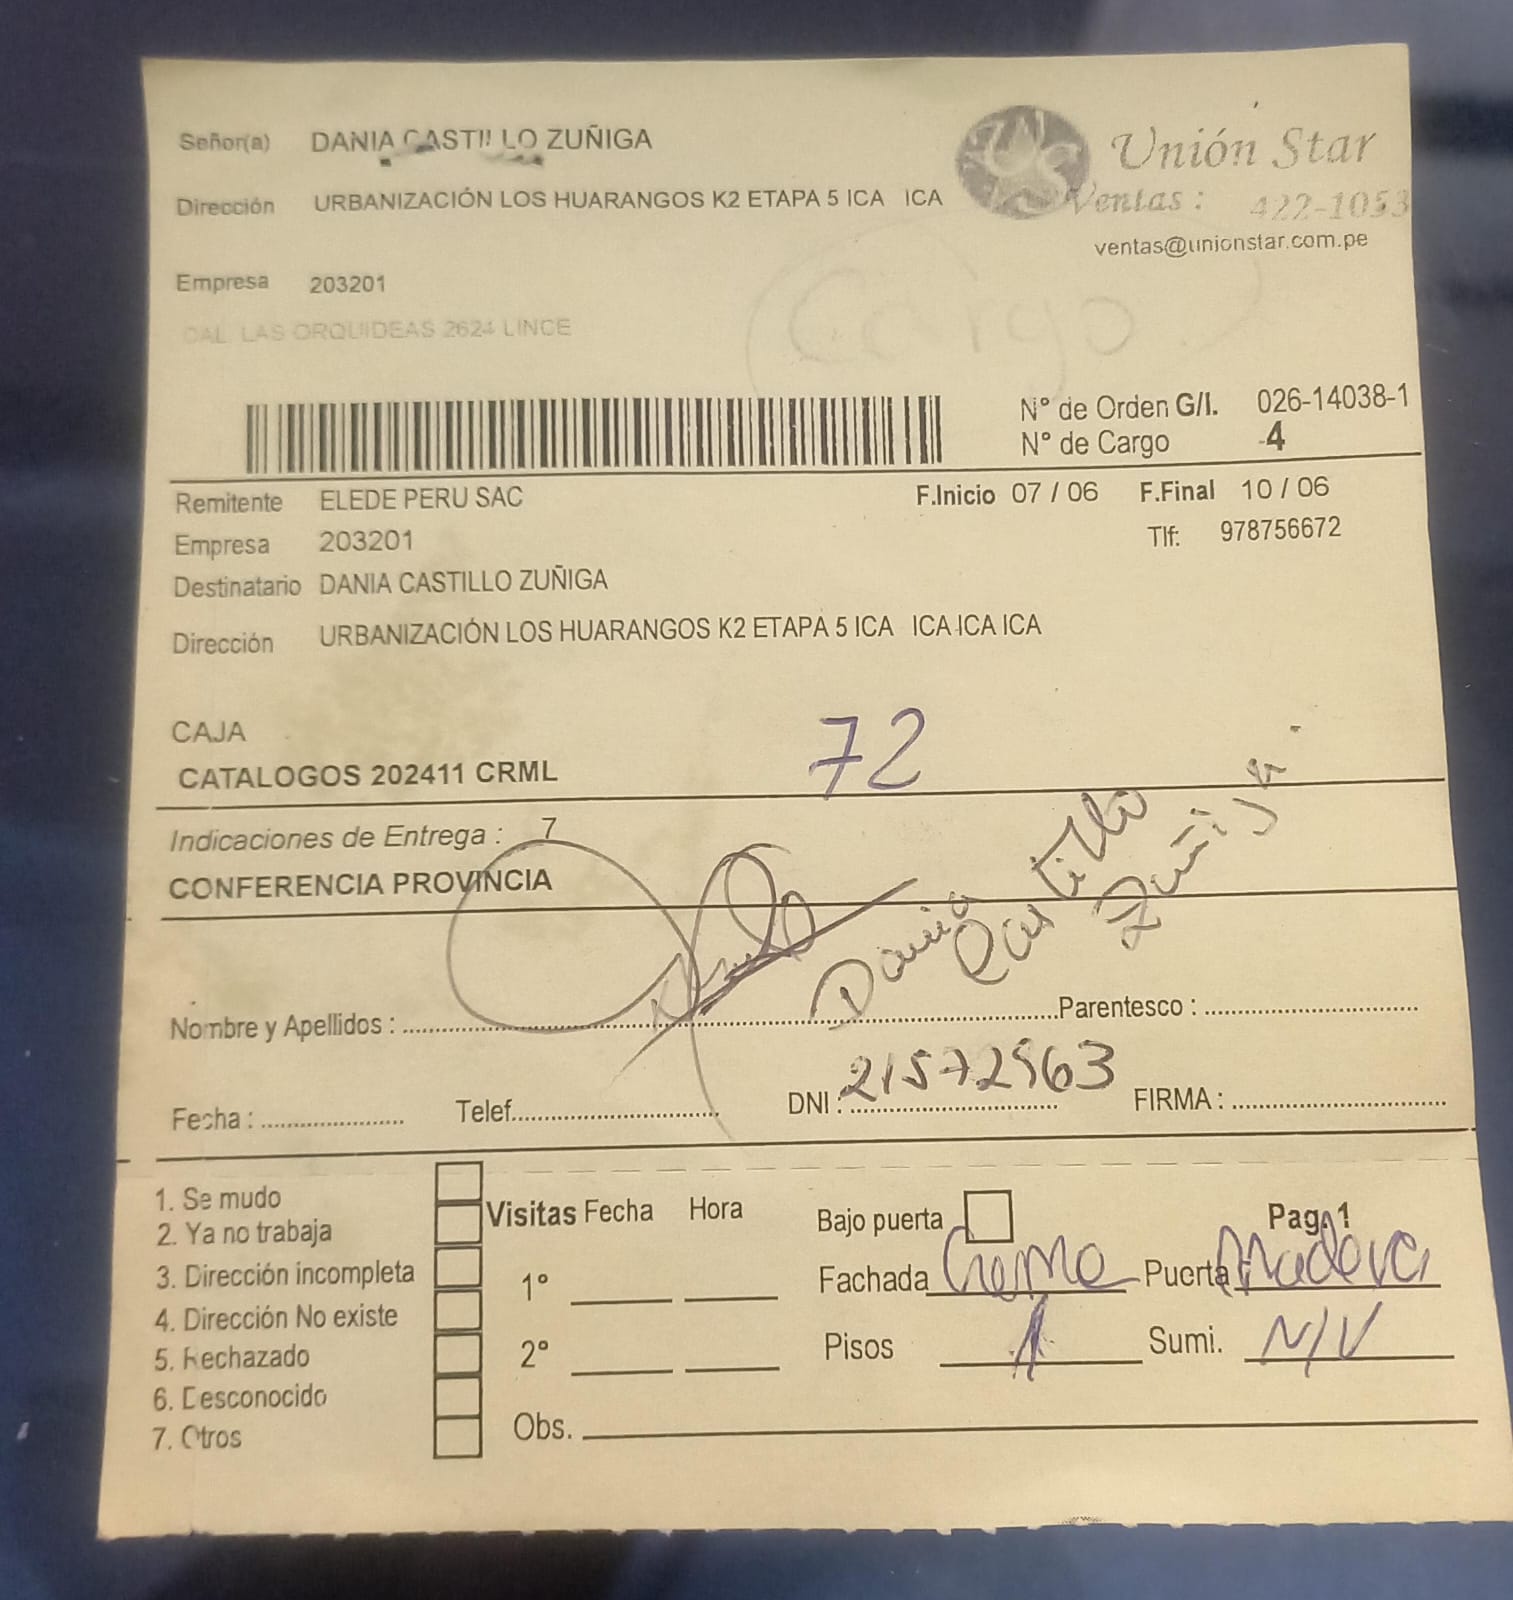 Señor(a) DANIA CASTILLO ZUÑIGA
Unión Star
Dirección URBANIZACIÓN LOS HUARANGOS K2 ETAPA 5 ICA ICA
Ventas : 422-1053
ventas@unionstar.com.pe
Empresa 203201
Cargo
CAL. LAS ORQUIDEAS 2624 LINCE
N° de Orden G/I. 026-14038-1
N° de Cargo -4
Remitente ELEDE PERU SAC
F.Inicio 07 / 06 F.Final 10 / 06
Empresa 203201
Tlf: 978756672
Destinatario DANIA CASTILLO ZUÑIGA
Dirección URBANIZACIÓN LOS HUARANGOS K2 ETAPA 5 ICA ICA ICA ICA
CAJA
72
CATALOGOS 202411 CRML
Indicaciones de Entrega : 7
CONFERENCIA PROVINCIA
Dania Castillo Zuñiga
Nombre y Apellidos : Parentesco :
Fecha : Telef. DNI : 21572963 FIRMA :
1. Se mudo
2. Ya no trabaja
3. Dirección incompleta
4. Dirección No existe
5. Rechazado
6. Desconocido
7. Otros
Visitas Fecha Hora
1°
2°
Obs.
Bajo puerta Pag. 1
Fachada Crema Puerta Madera
Pisos 1 Sumi. N/V